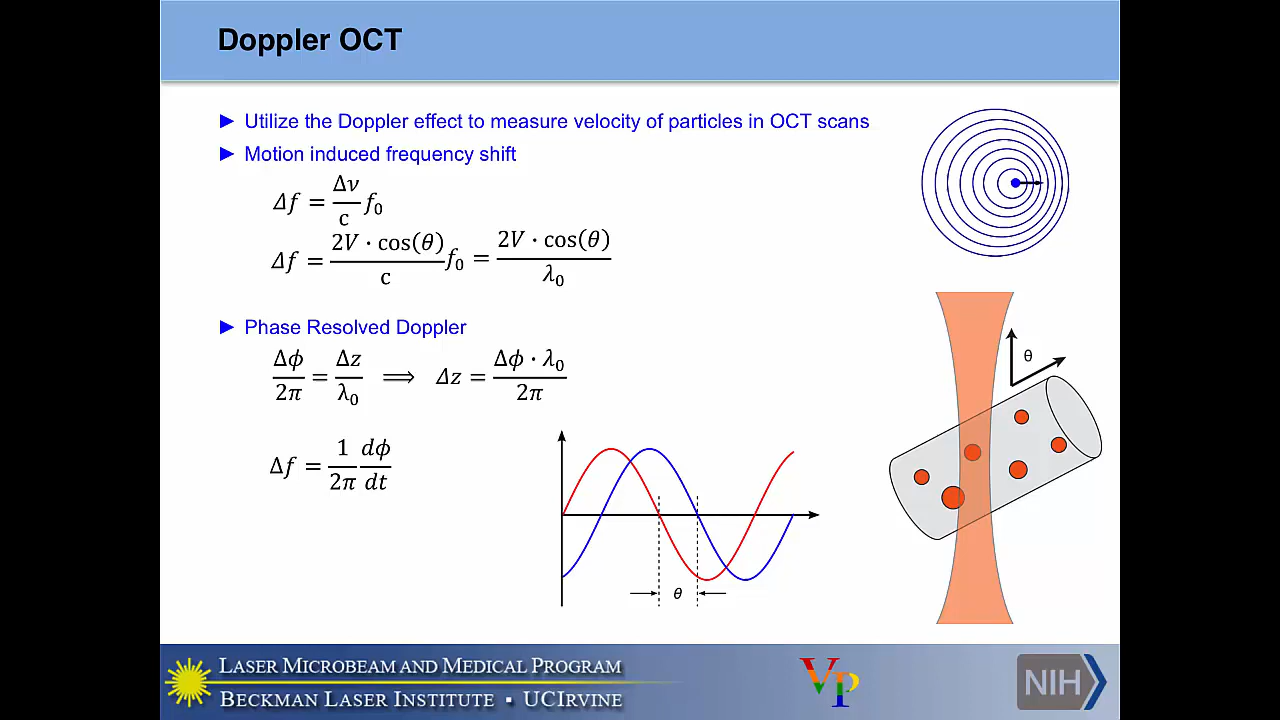 Doppler OCT
► Utilize the Doppler effect to measure velocity of particles in OCT scans
► Motion induced frequency shift
Δf = Δν/c f₀
Δf = 2V · cos(θ)/c f₀ = 2V · cos(θ)/λ₀
► Phase Resolved Doppler
Δϕ/2π = Δz/λ₀ ⟹ Δz = Δϕ · λ₀/2π
Δf = 1/2π dϕ/dt
θ
θ
LASER MICROBEAM AND MEDICAL PROGRAM
BECKMAN LASER INSTITUTE ▪ UCIRVINE
VP
NIH